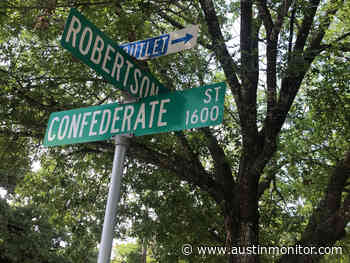 ROBERTSON
OUTLET
CONFEDERATE ST
1600
www.austinmonitor.com